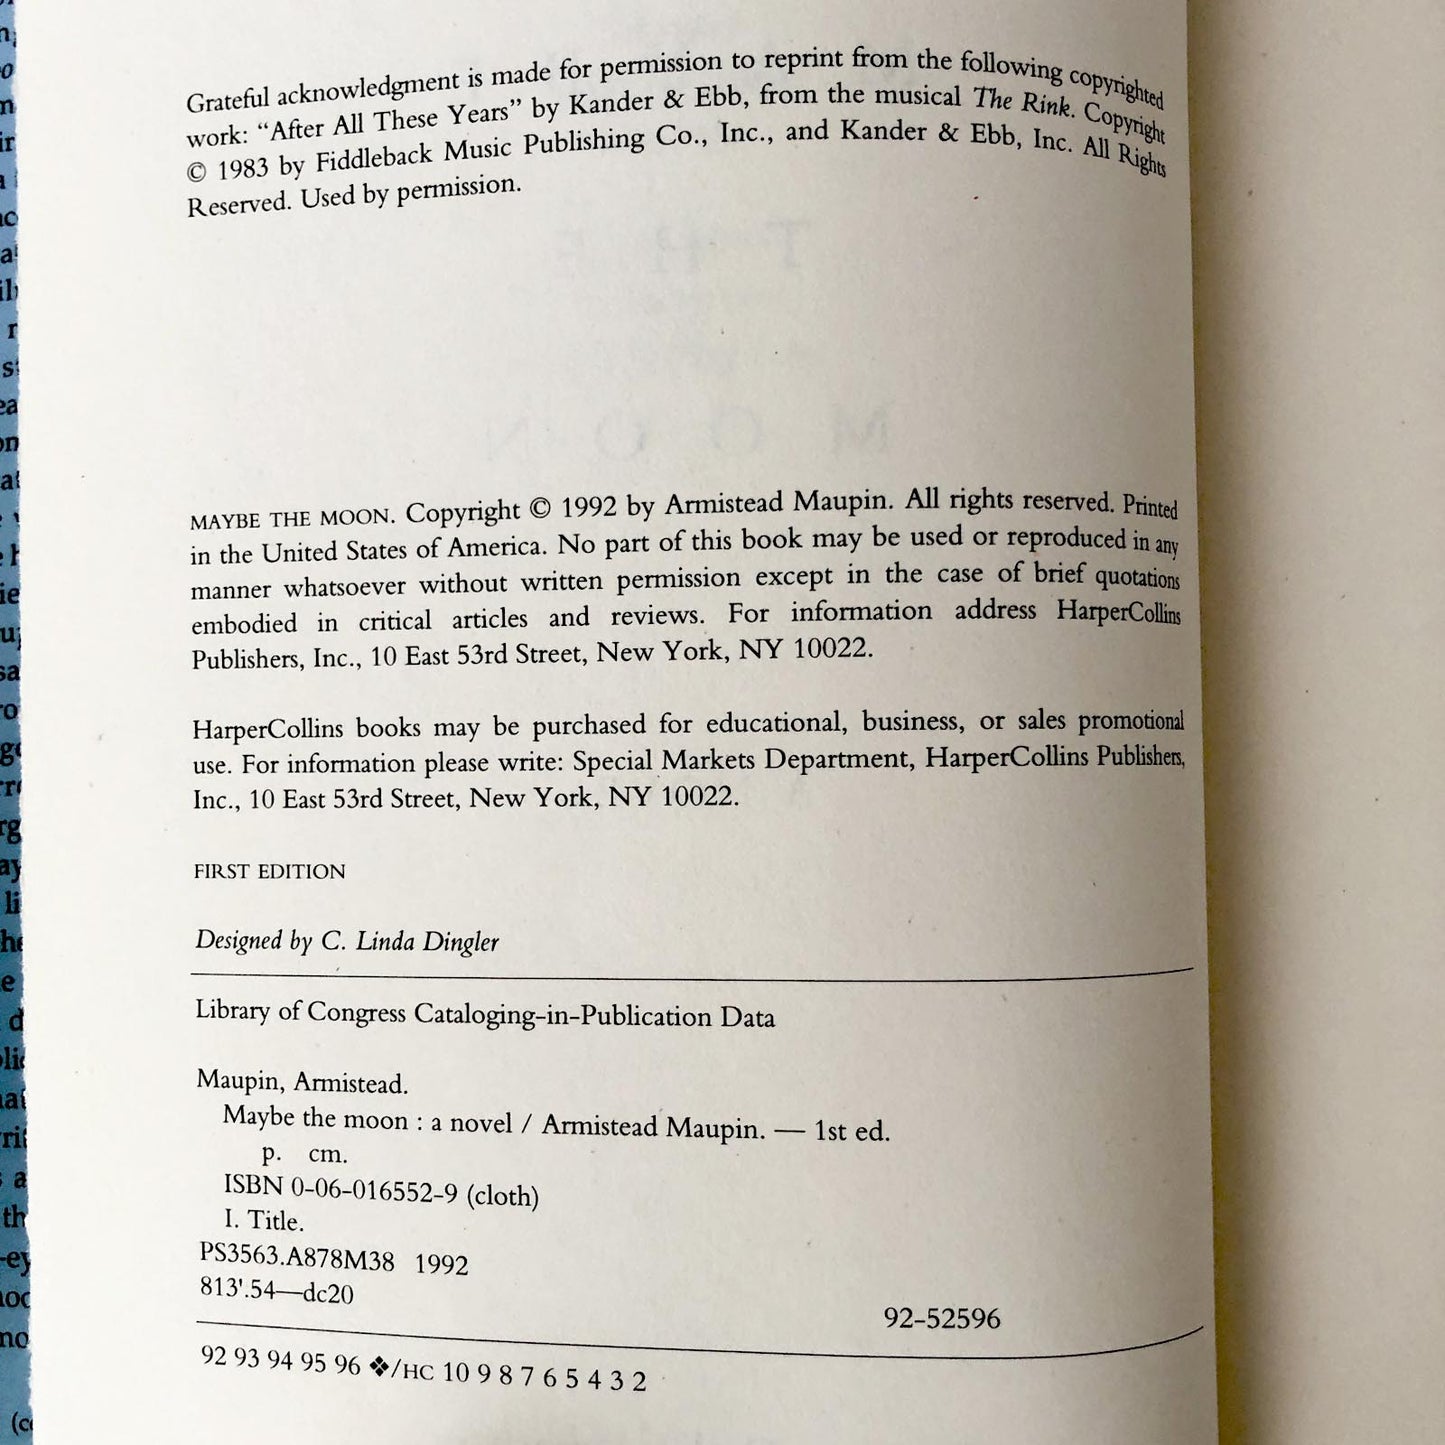 Grateful acknowledgment is made for permission to reprint from the following copyrighted
work: “After All These Years” by Kander & Ebb, from the musical The Rink. Copyright
© 1983 by Fiddleback Music Publishing Co., Inc., and Kander & Ebb, Inc. All Rights
Reserved. Used by permission.
MAYBE THE MOON. Copyright © 1992 by Armistead Maupin. All rights reserved. Printed
in the United States of America. No part of this book may be used or reproduced in any
manner whatsoever without written permission except in the case of brief quotations
embodied in critical articles and reviews. For information address HarperCollins
Publishers, Inc., 10 East 53rd Street, New York, NY 10022.
HarperCollins books may be purchased for educational, business, or sales promotional
use. For information please write: Special Markets Department, HarperCollins Publishers,
Inc., 10 East 53rd Street, New York, NY 10022.
FIRST EDITION
Designed by C. Linda Dingler
Library of Congress Cataloging-in-Publication Data
Maupin, Armistead.
Maybe the moon : a novel / Armistead Maupin. — 1st ed.
p. cm.
ISBN 0-06-016552-9 (cloth)
I. Title.
PS3563.A878M38 1992
813'.54—dc20
92-52596
92 93 94 95 96 ❖/HC 10 9 8 7 6 5 4 3 2